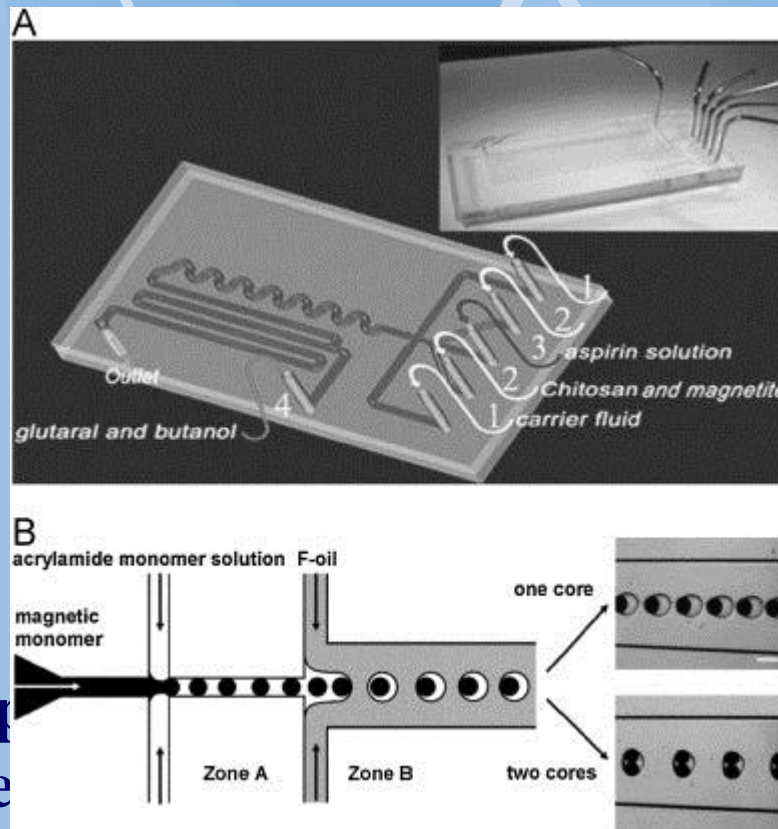 A
1
2
3 aspirin solution
2 Chitosan and magnetite
1 carrier fluid
Outlet
4
glutaral and butanol
B
acrylamide monomer solution F-oil
magnetic
monomer
one core
Zone A
Zone B
two cores